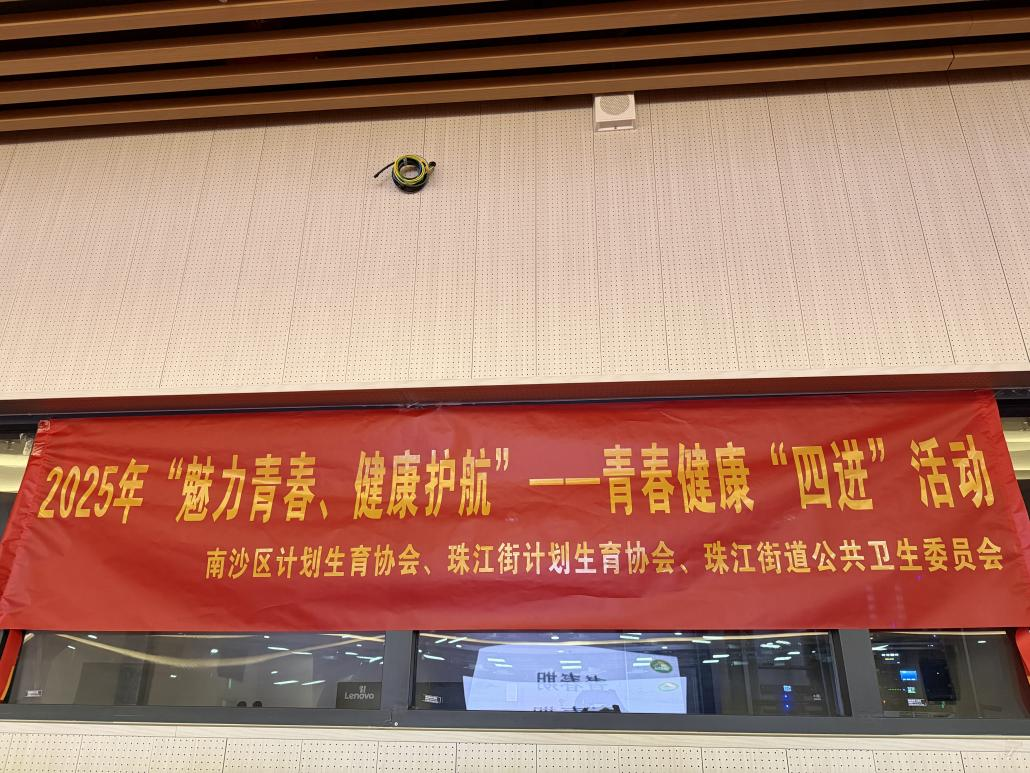 2025年“魅力青春、健康护航”——青春健康“四进”活动
南沙区计划生育协会、珠江街计划生育协会、珠江街道公共卫生委员会
Lenovo